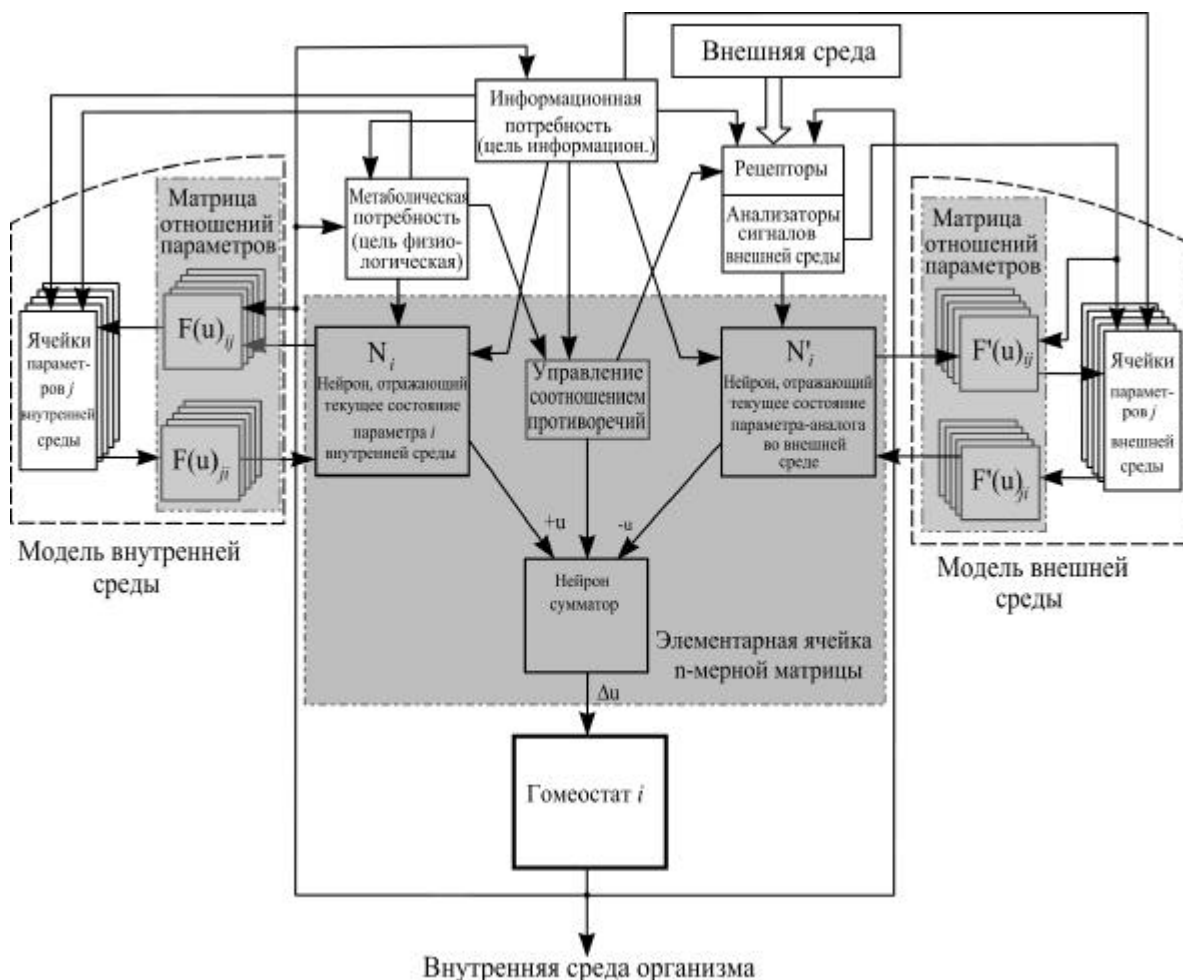 Внешняя среда
Информационная
потребность
(цель информацион.)
Рецепторы
Анализаторы
сигналов
внешней среды
Метаболическая
потребность
(цель физио-
логическая)
Матрица
отношений
параметров
F(u)ij
F(u)ji
Ячейки
парамет-
ров j
внутренней
среды
Модель внутренней
среды
Ni
Нейрон, отражающий
текущее состояние
параметра i
внутренней среды
Управление
соотношением
противоречий
N'i
Нейрон, отражающий
текущее состояние
параметра-аналога
во внешней
среде
Матрица
отношений
параметров
F'(u)ij
F'(u)ji
Ячейки
парамет-
ров j
внешней
среды
Модель внешней
среды
+u
-u
Нейрон
сумматор
Элементарная ячейка
n-мерной матрицы
Δu
Гомеостат i
Внутренняя среда организма